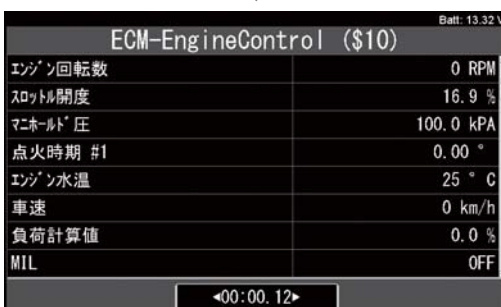 Batt: 13.32 V
ECM-EngineControl ($10)
ｴﾝｼﾞﾝ回転数 0 RPM
ｽﾛｯﾄﾙ開度 16.9 %
ﾏﾆﾎｰﾙﾄﾞ圧 100.0 kPA
点火時期 #1 0.00 °
ｴﾝｼﾞﾝ水温 25 ° C
車速 0 km/h
負荷計算値 0.0 %
MIL OFF
◂00:00.12▸